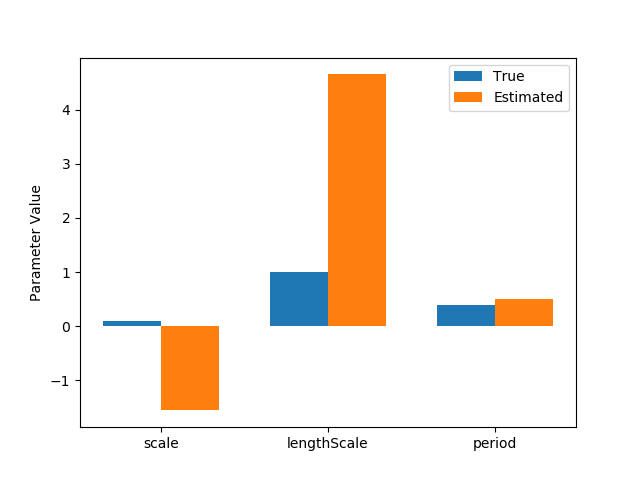 True
Estimated
Parameter Value
4
3
2
1
0
−1
scale
lengthScale
period